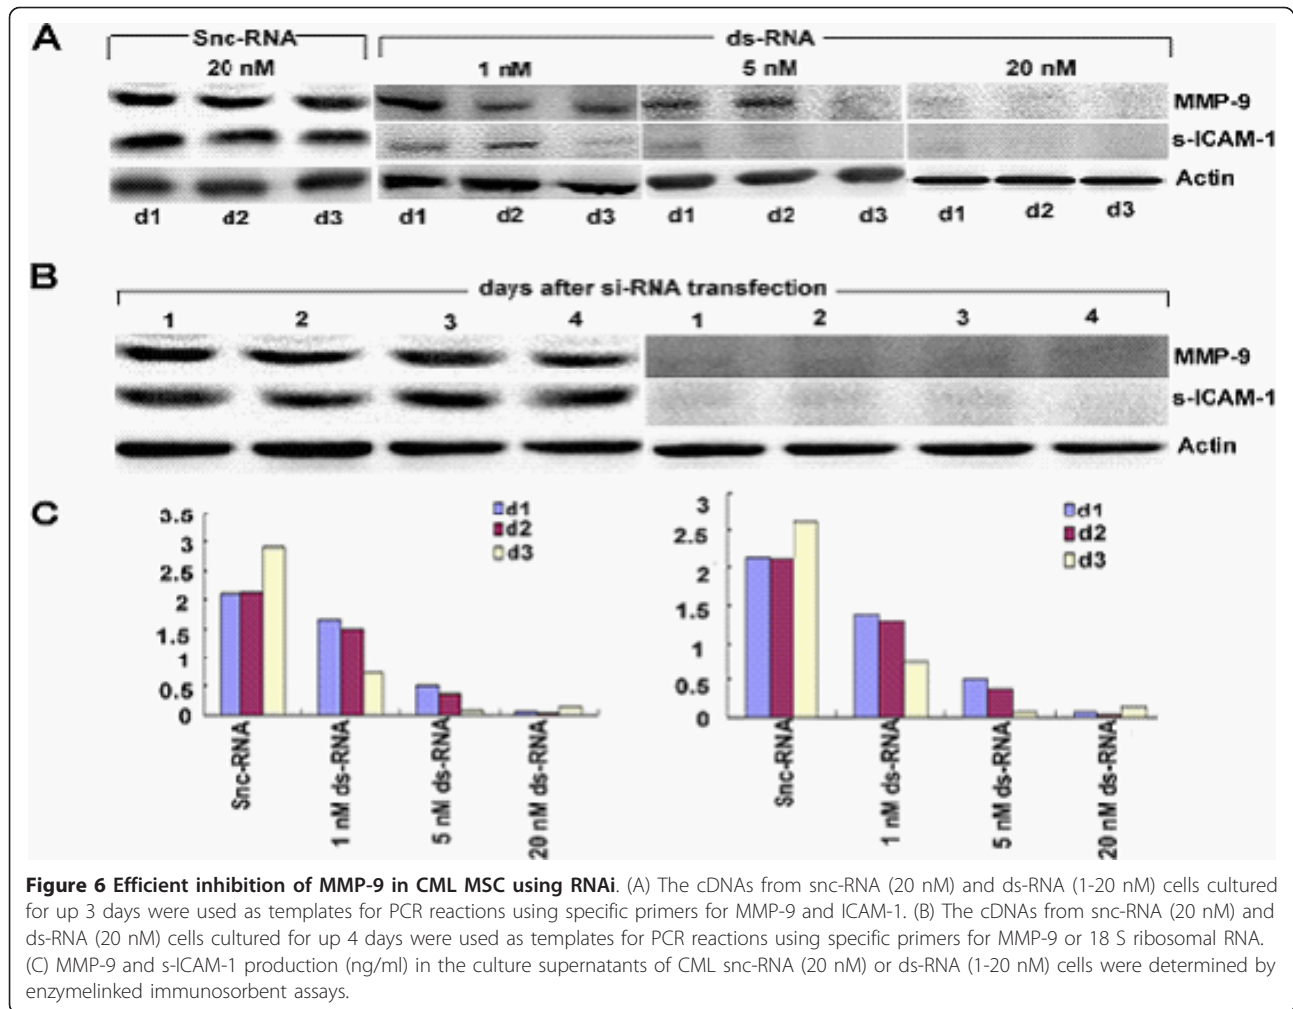 A
Snc-RNA
ds-RNA
20 nM
1 nM
5 nM
20 nM
MMP-9
s-ICAM-1
Actin
d1 d2 d3 d1 d2 d3 d1 d2 d3 d1 d2 d3
B
days after si-RNA transfection
1 2 3 4 1 2 3 4
MMP-9
s-ICAM-1
Actin
C
3.5
3
2.5
2
1.5
1
0.5
0
d1
d2
d3
Snc-RNA
1 nM ds-RNA
5 nM ds-RNA
20 nM ds-RNA
3
2.5
2
1.5
1
0.5
0
d1
d2
d3
Snc-RNA
1 nM ds-RNA
5 nM ds-RNA
20 nM ds-RNA
Figure 6 Efficient inhibition of MMP-9 in CML MSC using RNAi. (A) The cDNAs from snc-RNA (20 nM) and ds-RNA (1-20 nM) cells cultured
for up 3 days were used as templates for PCR reactions using specific primers for MMP-9 and ICAM-1. (B) The cDNAs from snc-RNA (20 nM) and
ds-RNA (20 nM) cells cultured for up 4 days were used as templates for PCR reactions using specific primers for MMP-9 or 18 S ribosomal RNA.
(C) MMP-9 and s-ICAM-1 production (ng/ml) in the culture supernatants of CML snc-RNA (20 nM) or ds-RNA (1-20 nM) cells were determined by
enzymelinked immunosorbent assays.